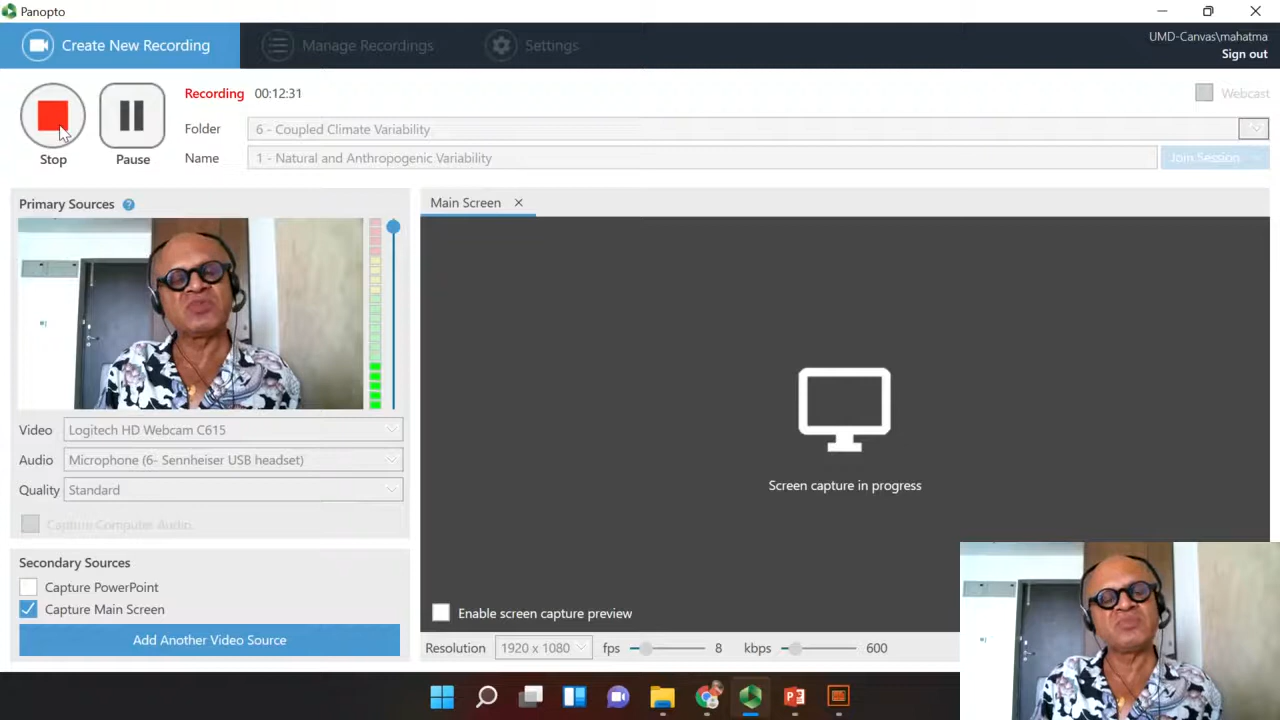 Panopto
Create New Recording
Manage Recordings
Settings
UMD-Canvas\mahatma
Sign out
Recording 00:12:31
Webcast
Folder 6 - Coupled Climate Variability
Stop Pause Name 1 - Natural and Anthropogenic Variability Join Session
Primary Sources ?
Main Screen
Video Logitech HD Webcam C615
Audio Microphone (6- Sennheiser USB headset)
Quality Standard
Capture Computer Audio
Screen capture in progress
Secondary Sources
Capture PowerPoint
Capture Main Screen
Add Another Video Source
Enable screen capture preview
Resolution 1920 x 1080 fps 8 kbps 600